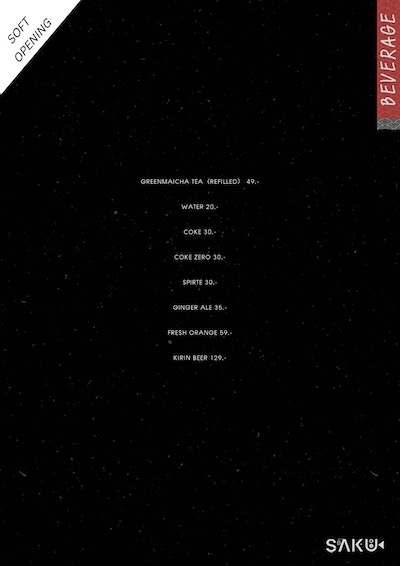 SOFT
OPENING
BEVERAGE
GREENMAICHA TEA (REFILLED) 49.-
WATER 20.-
COKE 30.-
COKE ZERO 30.-
SPIRTE 30.-
GINGER ALE 35.-
FRESH ORANGE 59.-
KIRIN BEER 129.-
SAKU